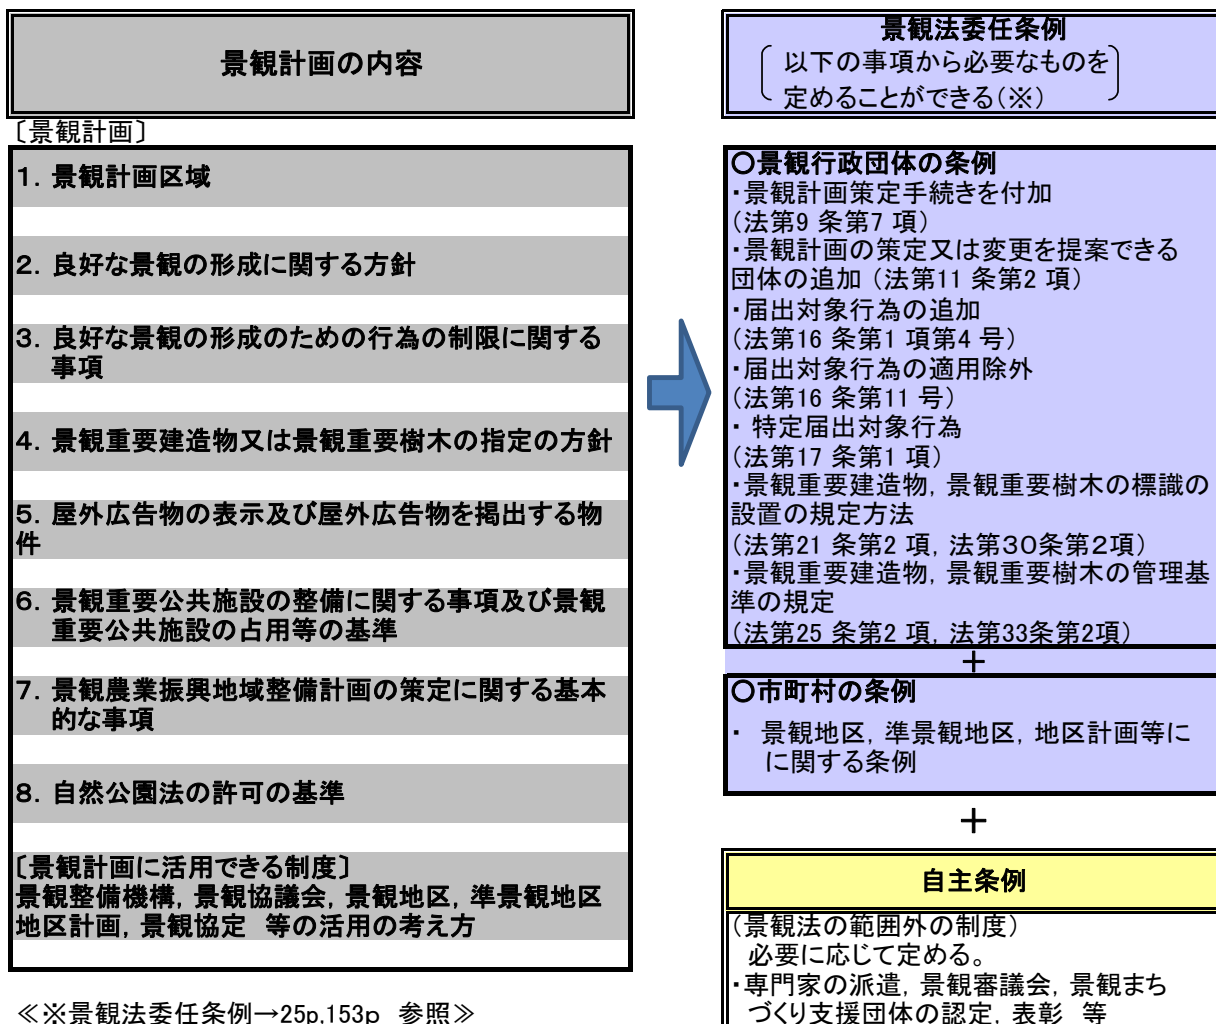 景観計画の内容
〔景観計画〕
1．景観計画区域
2．良好な景観の形成に関する方針
3．良好な景観の形成のための行為の制限に関する
事項
4．景観重要建造物又は景観重要樹木の指定の方針
5．屋外広告物の表示及び屋外広告物を掲出する物
件
6．景観重要公共施設の整備に関する事項及び景観
重要公共施設の占用等の基準
7．景観農業振興地域整備計画の策定に関する基本
的な事項
8．自然公園法の許可の基準
〔景観計画に活用できる制度〕
景観整備機構，景観協議会，景観地区，準景観地区
地区計画，景観協定　等の活用の考え方
≪※景観法委任条例→25p,153p　参照≫
景観法委任条例
以下の事項から必要なものを
定めることができる（※）
○景観行政団体の条例
・景観計画策定手続きを付加
（法第9 条第7 項）
・景観計画の策定又は変更を提案できる
団体の追加（法第11 条第2 項）
・届出対象行為の追加
（法第16 条第1 項第4 号）
・届出対象行為の適用除外
（法第16 条第11 号）
・ 特定届出対象行為
（法第17 条第1 項）
・景観重要建造物，景観重要樹木の標識の
設置の規定方法
（法第21 条第2 項，法第３０条第２項）
・景観重要建造物，景観重要樹木の管理基
準の規定
（法第25 条第2 項，法第33条第2項）
＋
○市町村の条例
・　景観地区，準景観地区，地区計画等に
に関する条例
＋
自主条例
（景観法の範囲外の制度）
必要に応じて定める。
・専門家の派遣，景観審議会，景観まち
づくり支援団体の認定，表彰　等